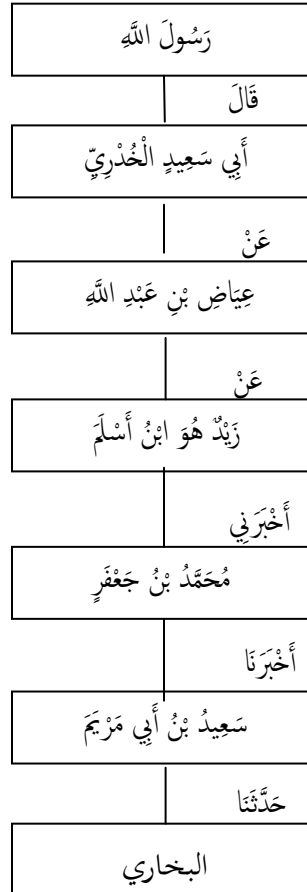 رَسُولَ اللَّهِ
قَالَ
أَبِي سَعِيدٍ الْخُدْرِيِّ
عَنْ
عِيَاضِ بْنِ عَبْدِ اللَّهِ
عَنْ
زَيْدٌ هُوَ ابْنُ أَسْلَمَ
أَخْبَرَنِي
مُحَمَّدُ بْنُ جَعْفَرٍ
أَخْبَرَنَا
سَعِيدُ بْنُ أَبِي مَرْيَمَ
حَدَّثَنَا
البخاري